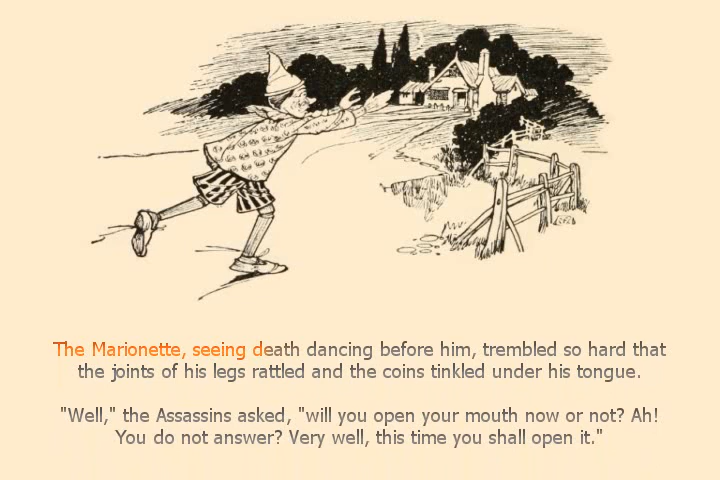 The Marionette, seeing death dancing before him, trembled so hard that
the joints of his legs rattled and the coins tinkled under his tongue.
"Well," the Assassins asked, "will you open your mouth now or not? Ah!
You do not answer? Very well, this time you shall open it."